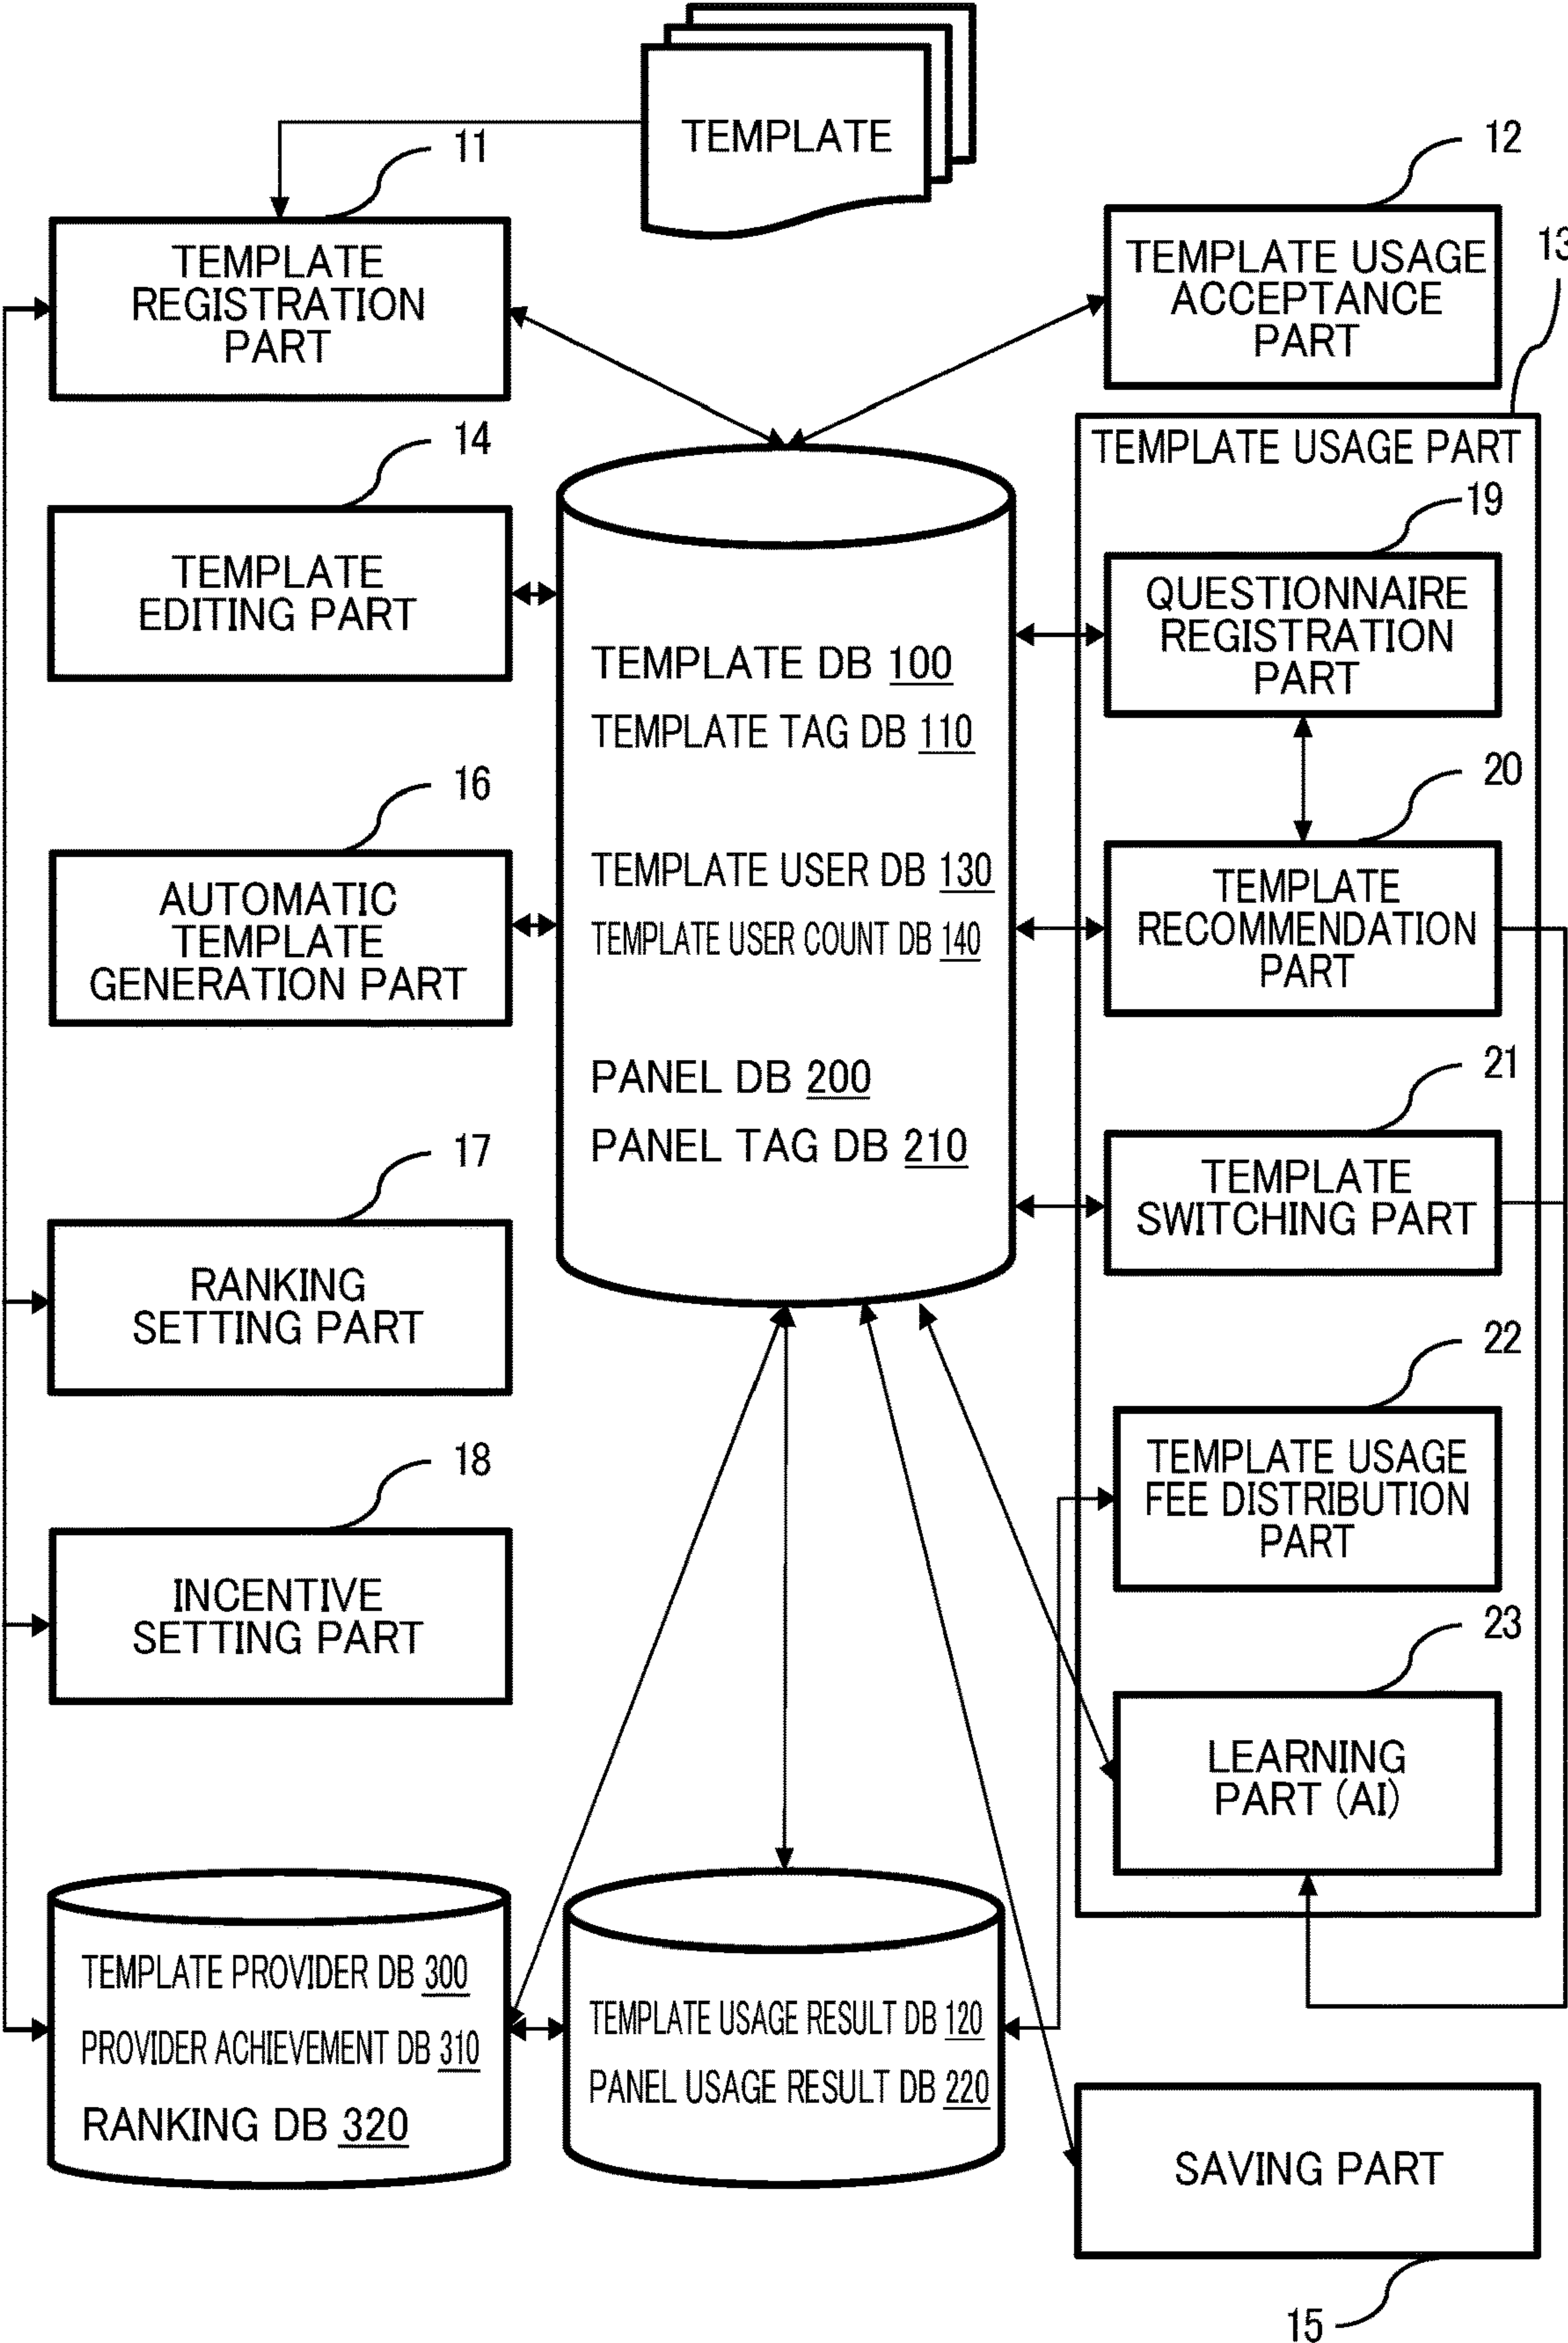 TEMPLATE
11
TEMPLATE
REGISTRATION
PART
12
TEMPLATE USAGE
ACCEPTANCE
PART
13
TEMPLATE USAGE PART
14
TEMPLATE
EDITING PART
16
AUTOMATIC
TEMPLATE
GENERATION PART
17
RANKING
SETTING PART
18
INCENTIVE
SETTING PART
TEMPLATE DB 100
TEMPLATE TAG DB 110
TEMPLATE USER DB 130
TEMPLATE USER COUNT DB 140
PANEL DB 200
PANEL TAG DB 210
19
QUESTIONNAIRE
REGISTRATION
PART
20
TEMPLATE
RECOMMENDATION
PART
21
TEMPLATE
SWITCHING PART
22
TEMPLATE USAGE
FEE DISTRIBUTION
PART
23
LEARNING
PART (AI)
TEMPLATE PROVIDER DB 300
PROVIDER ACHIEVEMENT DB 310
RANKING DB 320
TEMPLATE USAGE RESULT DB 120
PANEL USAGE RESULT DB 220
SAVING PART
15